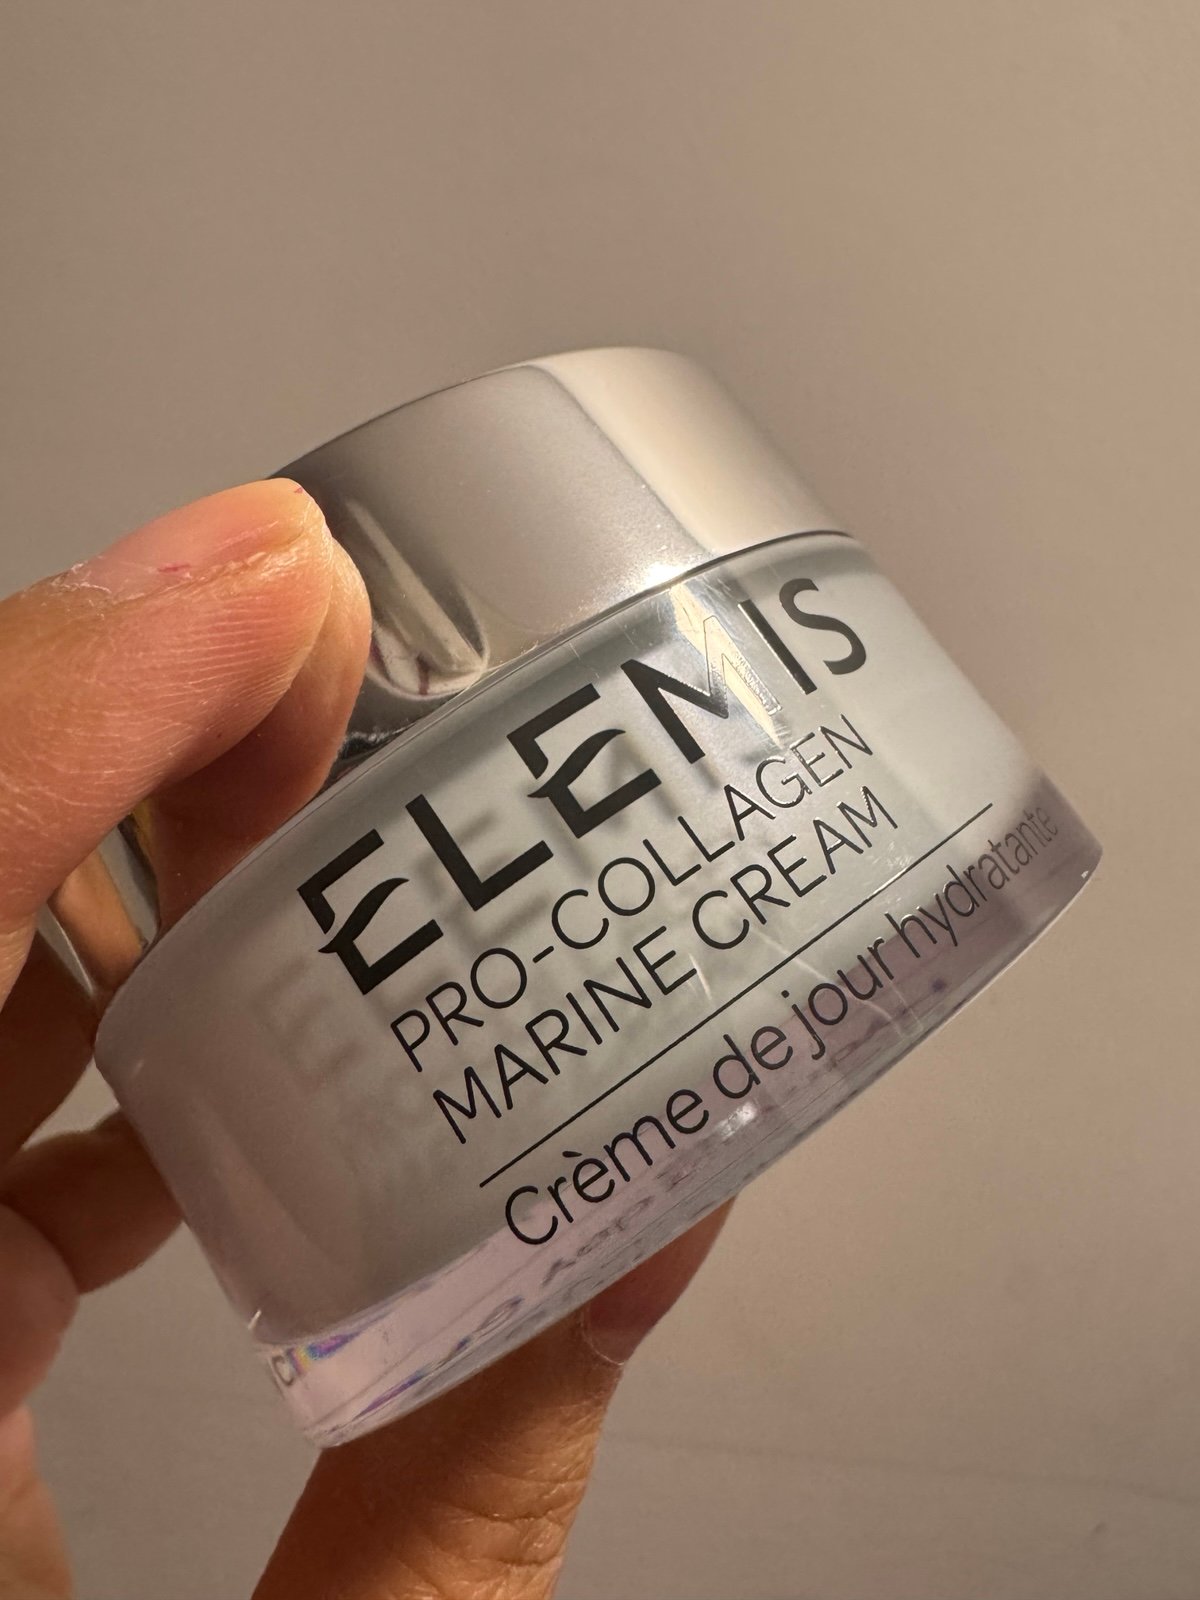 ELEMIS
PRO-COLLAGEN
MARINE CREAM
Crème de jour hydratante